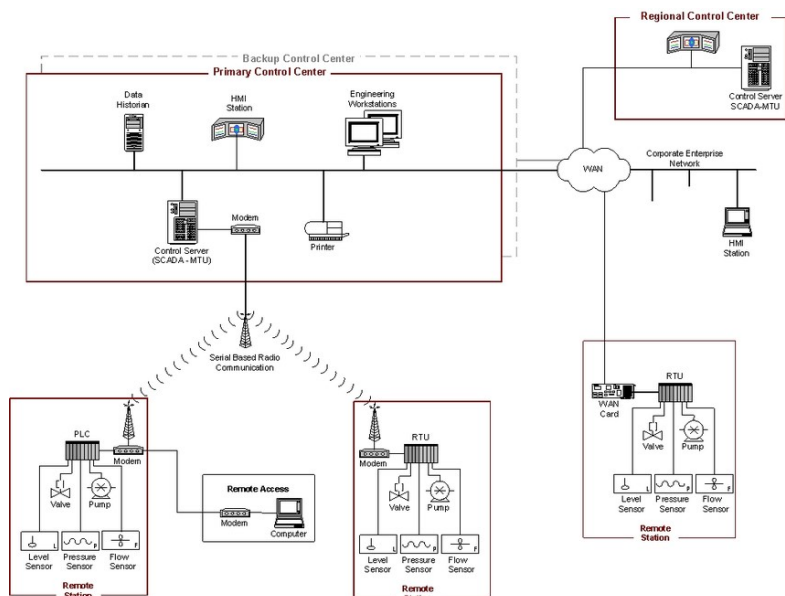 Regional Control Center
Control Server
SCADA-MTU
Backup Control Center
Primary Control Center
Data
Historian
HMI
Station
Engineering
Workstations
WAN
Corporate Enterprise
Network
HMI
Station
Control Server
(SCADA - MTU)
Modem
Printer
Serial Based Radio
Communication
WAN
Card
RTU
Valve
Pump
L
P
F
Level
Sensor
Pressure
Sensor
Flow
Sensor
Remote
Station
PLC
Modem
Valve
Pump
L
P
F
Level
Sensor
Pressure
Sensor
Flow
Sensor
Remote
Station
Remote Access
Modem
Computer
RTU
Modem
Valve
Pump
L
P
F
Level
Sensor
Pressure
Sensor
Flow
Sensor
Remote